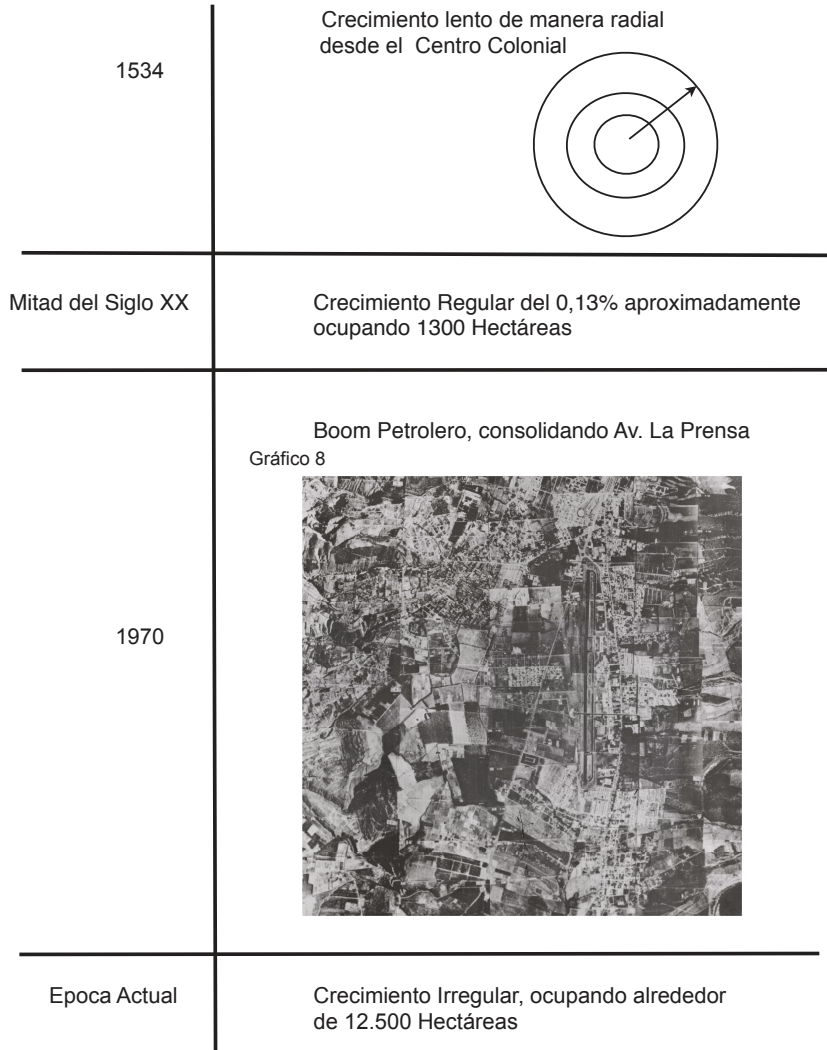 1534
Crecimiento lento de manera radial
desde el Centro Colonial
Mitad del Siglo XX
Crecimiento Regular del 0,13% aproximadamente
ocupando 1300 Hectáreas
1970
Boom Petrolero, consolidando Av. La Prensa
Gráfico 8
Epoca Actual
Crecimiento Irregular, ocupando alrededor
de 12.500 Hectáreas